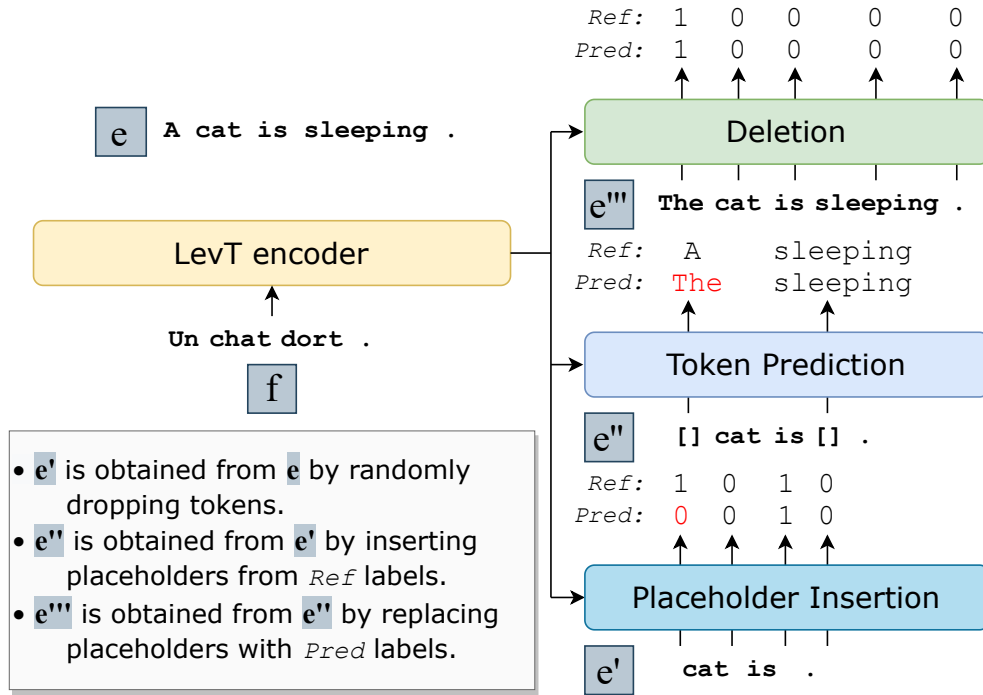 Ref: 1 0 0 0 0
Pred: 1 0 0 0 0
Deletion
e A cat is sleeping .
e''' The cat is sleeping .
LevT encoder
Ref: A sleeping
Pred: The sleeping
Un chat dort .
f
Token Prediction
e'' [] cat is [] .
Ref: 1 0 1 0
Pred: 0 0 1 0
Placeholder Insertion
e' cat is .
• e' is obtained from e by randomly
dropping tokens.
• e'' is obtained from e' by inserting
placeholders from Ref labels.
• e''' is obtained from e'' by replacing
placeholders with Pred labels.